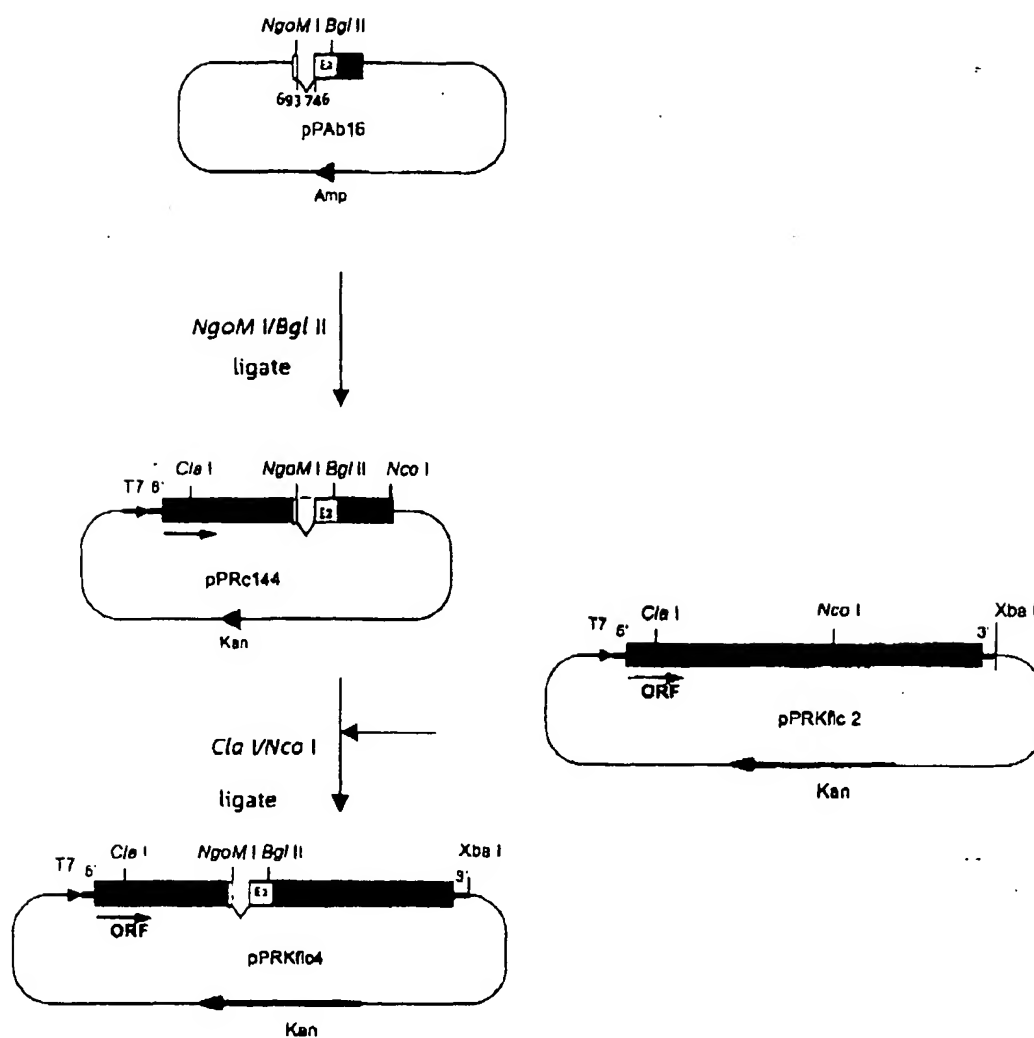 NgoM I Bgl II
E2
693 746
pPAb16
Amp
NgoM I/Bgl II
ligate
Cla I NgoM I Bgl II Nco I
T7 6'
E2
pPRc144
Kan
Cla I Nco I Xba I
T7 5' 3'
ORF
pPRKflc 2
Kan
Cla I/Nco I
ligate
Cla I NgoM I Bgl II Xba I
T7 6' 3'
E2
ORF
pPRKflc4
Kan